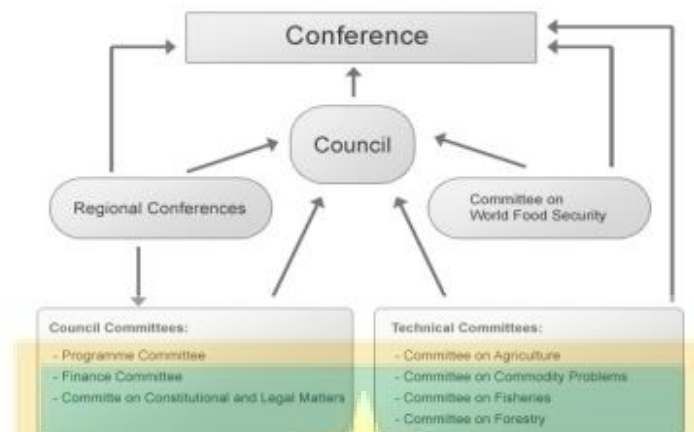 Conference
Council
Regional Conferences
Committee on
World Food Security
Council Committees:
- Programme Committee
- Finance Committee
- Committe on Constitutional and Legal Matters
Technical Committees:
- Committee on Agriculture
- Committee on Commodity Problems
- Committee on Fisheries
- Committee on Forestry